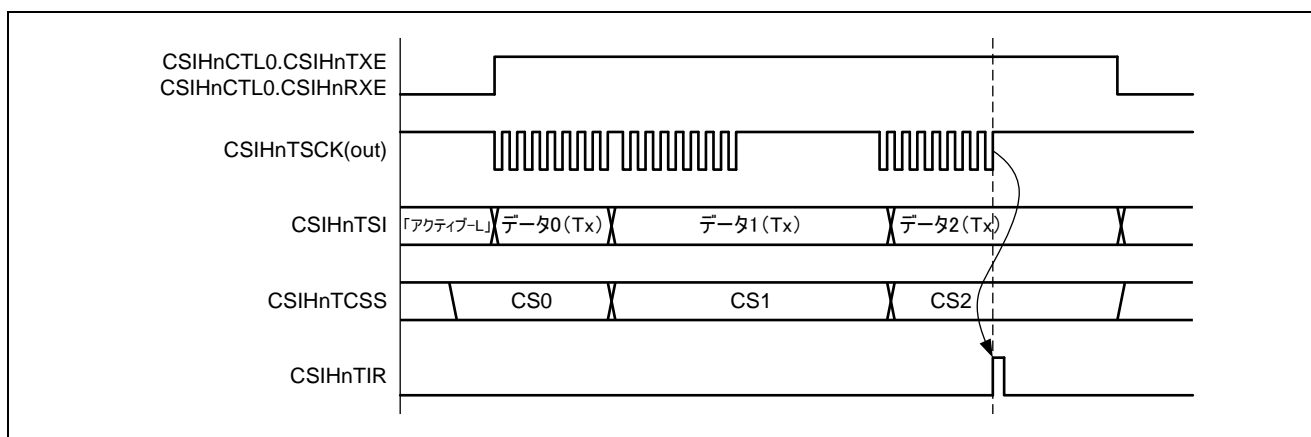 CSIHnCTL0.CSIHnTXE
CSIHnCTL0.CSIHnRXE
CSIHnTSCK(out)
CSIHnTSI
「アクティブ-L」
データ0(Tx)
データ1(Tx)
データ2(Tx)
CSIHnTCSS
CS0
CS1
CS2
CSIHnTIR